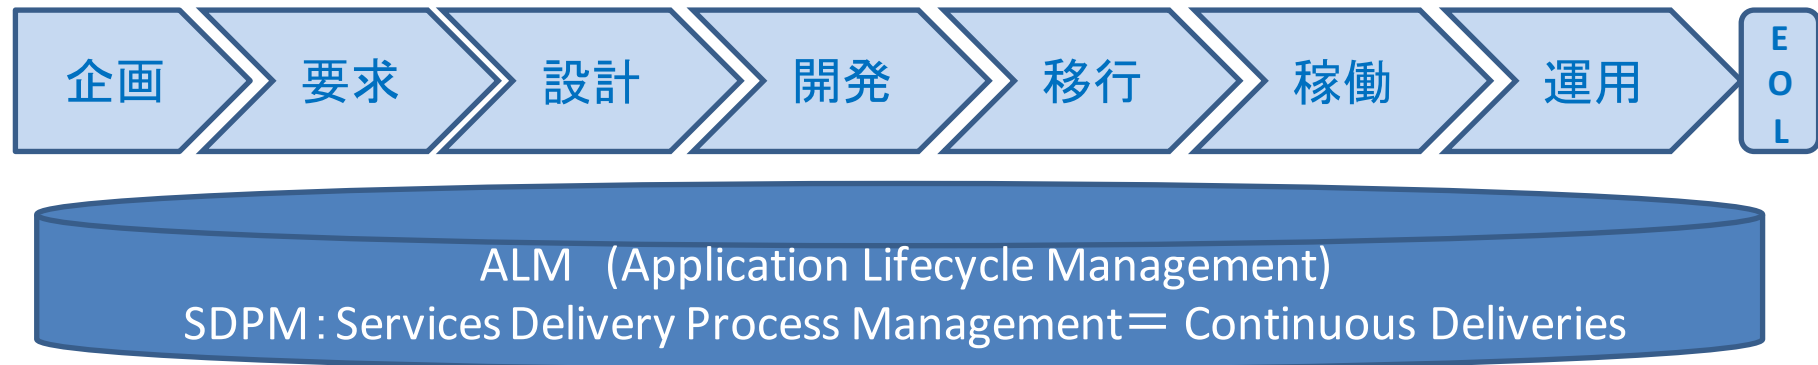 企画
要求
設計
開発
移行
稼働
運用
E
O
L
ALM (Application Lifecycle Management)
SDPM：Services Delivery Process Management＝ Continuous Deliveries